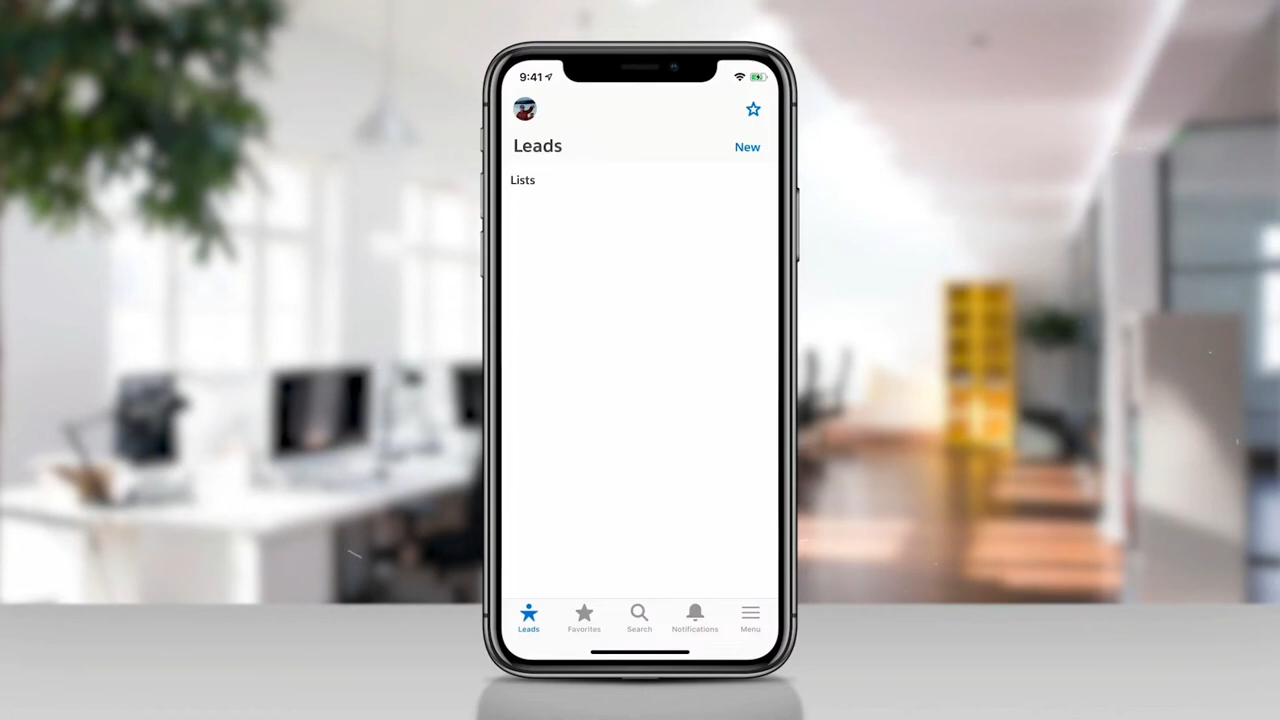 9:41
Leads
New
Lists
Leads
Favorites
Search
Notifications
Menu